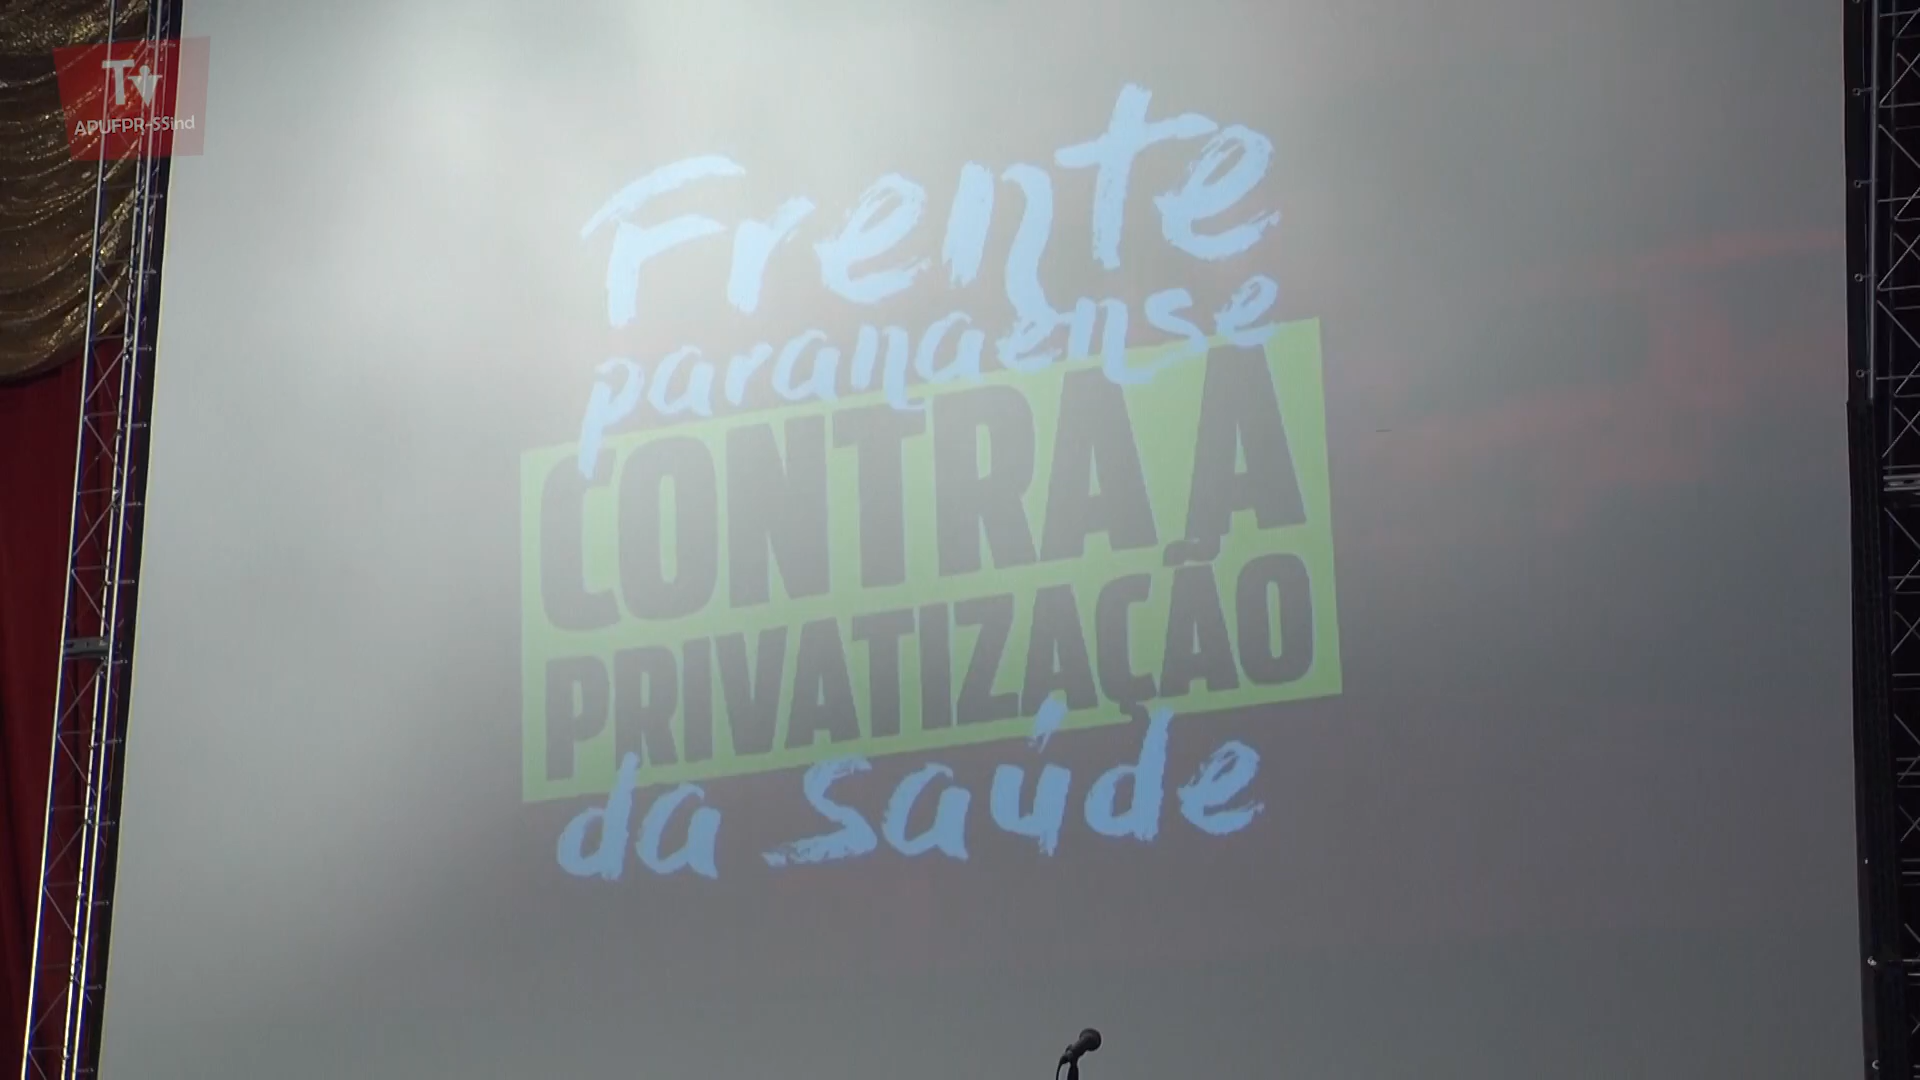 TV
APUFPR-SSind
Frente
paranaense
CONTRA A
PRIVATIZAÇÃO
da Saúde